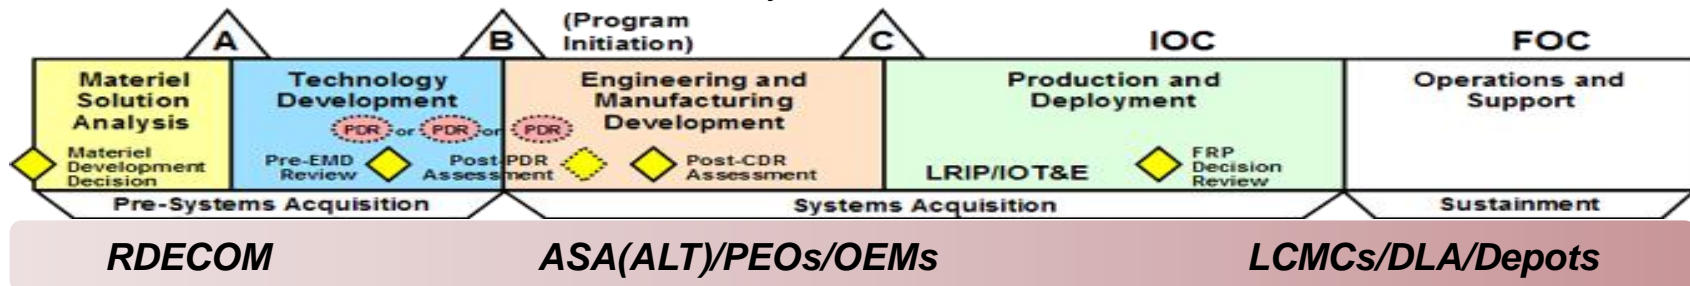 (Program
Initiation)
A
B
C
IOC
FOC
Materiel
Solution
Analysis
Technology
Development
Engineering and
Manufacturing
Development
Production and
Deployment
Operations and
Support
PDR or PDR or PDR
Materiel
Development
Decision
Pre-EMD
Review
Post-PDR
Assessment
Post-CDR
Assessment
LRIP/IOT&E
FRP
Decision
Review
Pre-Systems Acquisition
Systems Acquisition
Sustainment
RDECOM
ASA(ALT)/PEOs/OEMs
LCMCs/DLA/Depots